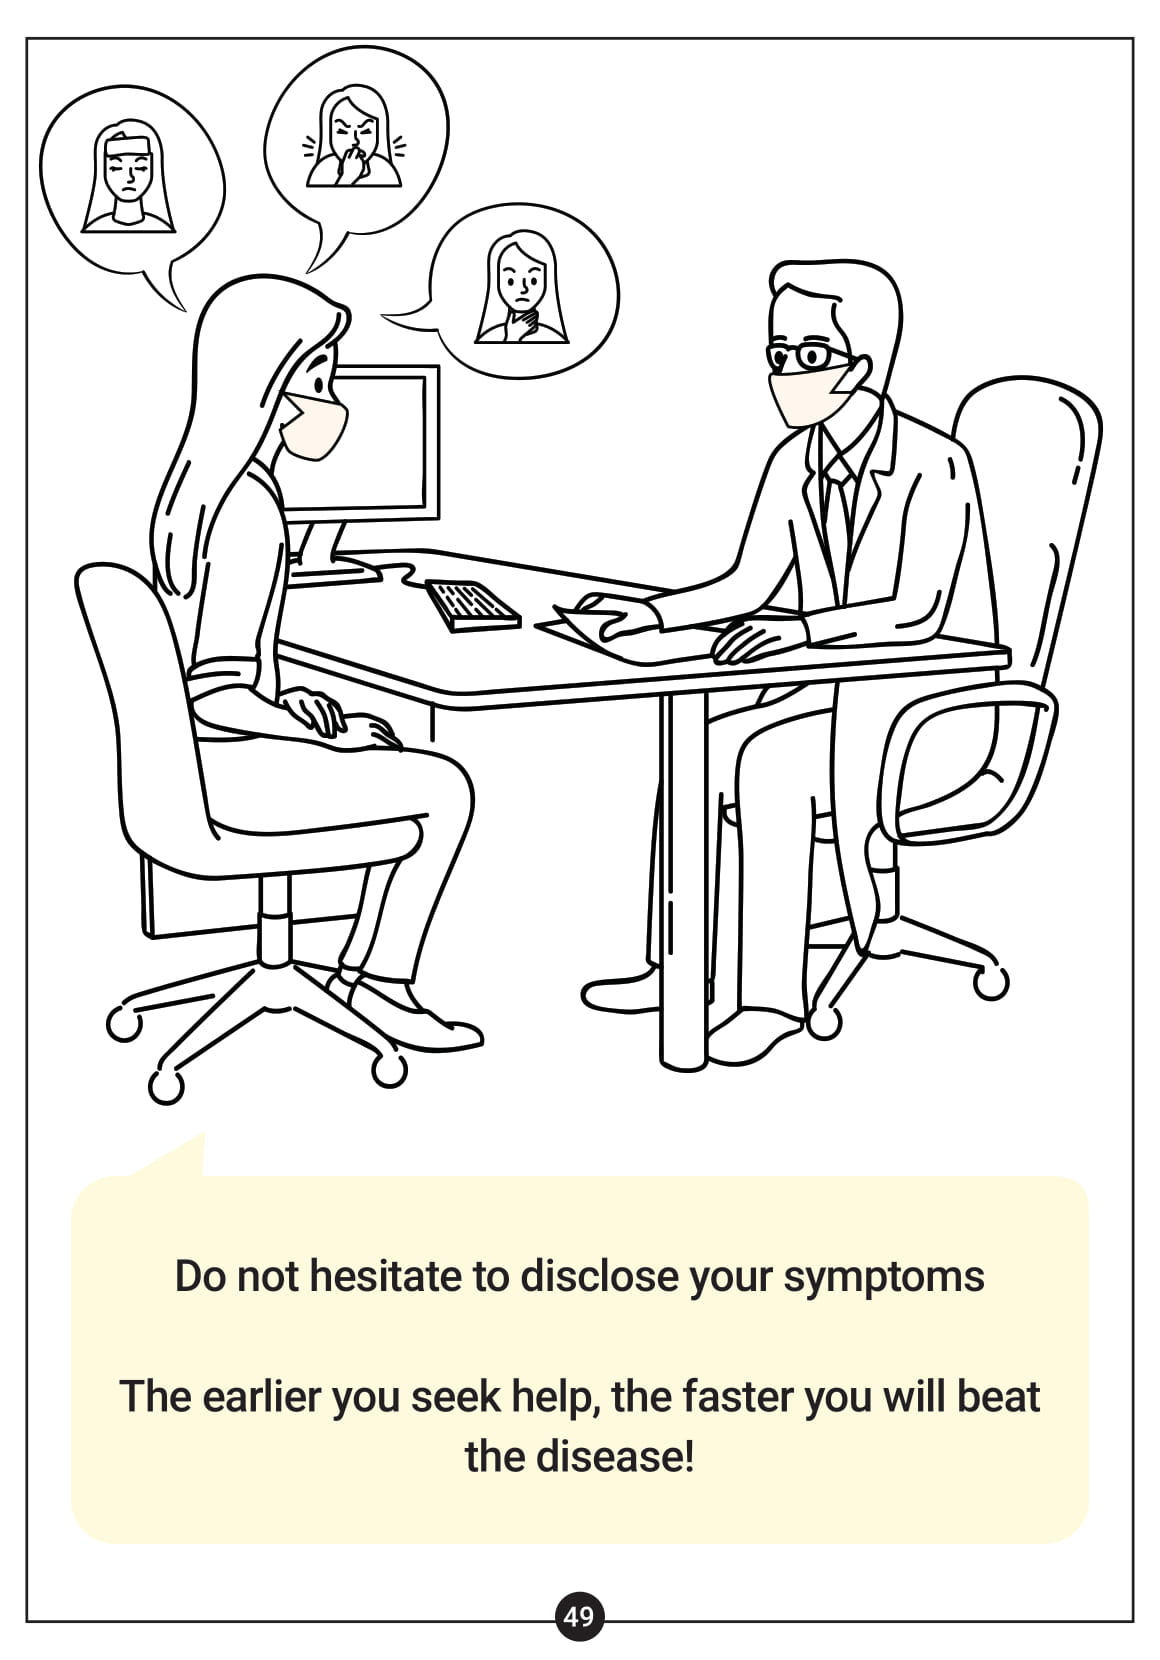 Do not hesitate to disclose your symptoms
The earlier you seek help, the faster you will beat
the disease!
49